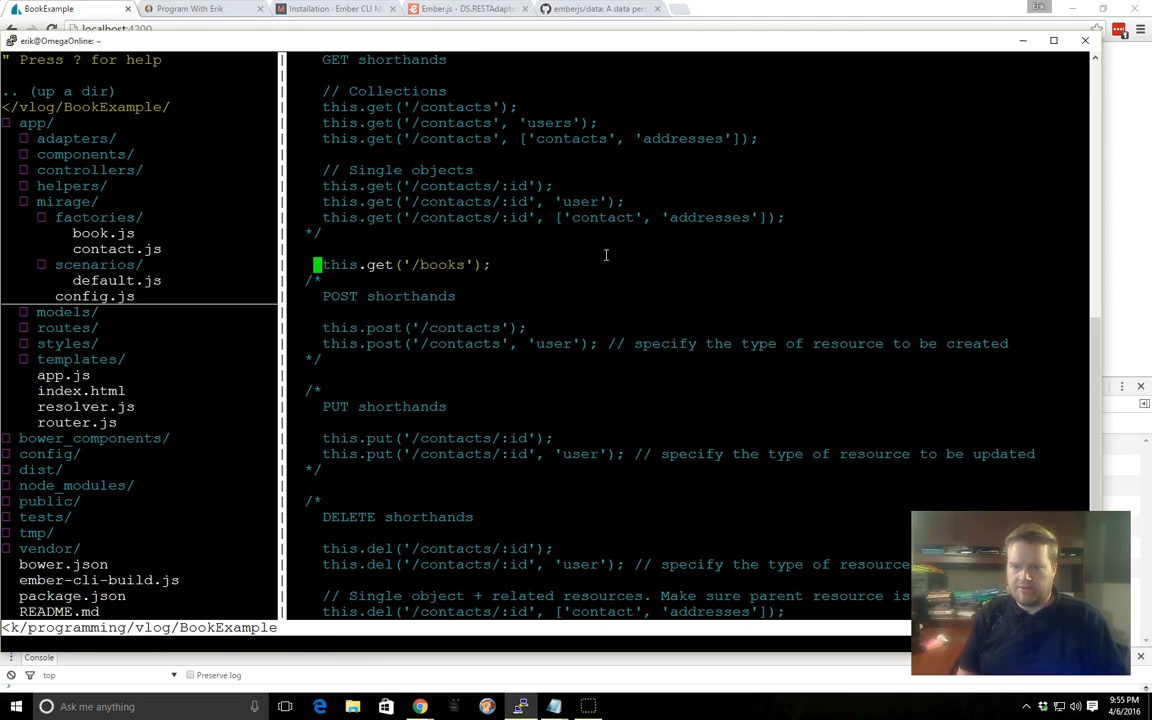 BookExample
Program With Erik
Installation · Ember CLI M
Ember.js - DS.RESTAdapt
emberjs/data: A data pers
Erik
localhost:4200
erik@OmegaOnline: ~
" Press ? for help
.. (up a dir)
</vlog/BookExample/
app/
adapters/
components/
controllers/
helpers/
mirage/
factories/
book.js
contact.js
scenarios/
default.js
config.js
models/
routes/
styles/
templates/
app.js
index.html
resolver.js
router.js
bower_components/
config/
dist/
node_modules/
public/
tests/
tmp/
vendor/
bower.json
ember-cli-build.js
package.json
README.md
<k/programming/vlog/BookExample
GET shorthands
// Collections
this.get('/contacts');
this.get('/contacts', 'users');
this.get('/contacts', ['contacts', 'addresses']);
// Single objects
this.get('/contacts/:id');
this.get('/contacts/:id', 'user');
this.get('/contacts/:id', ['contact', 'addresses']);
*/
this.get('/books');
/*
POST shorthands
this.post('/contacts');
this.post('/contacts', 'user'); // specify the type of resource to be created
*/
/*
PUT shorthands
this.put('/contacts/:id');
this.put('/contacts/:id', 'user'); // specify the type of resource to be updated
*/
/*
DELETE shorthands
this.del('/contacts/:id');
this.del('/contacts/:id', 'user'); // specify the type of resource
// Single object + related resources. Make sure parent resource is
this.del('/contacts/:id', ['contact', 'addresses']);
Console
top
Preserve log
Ask me anything
9:55 PM
4/6/2016